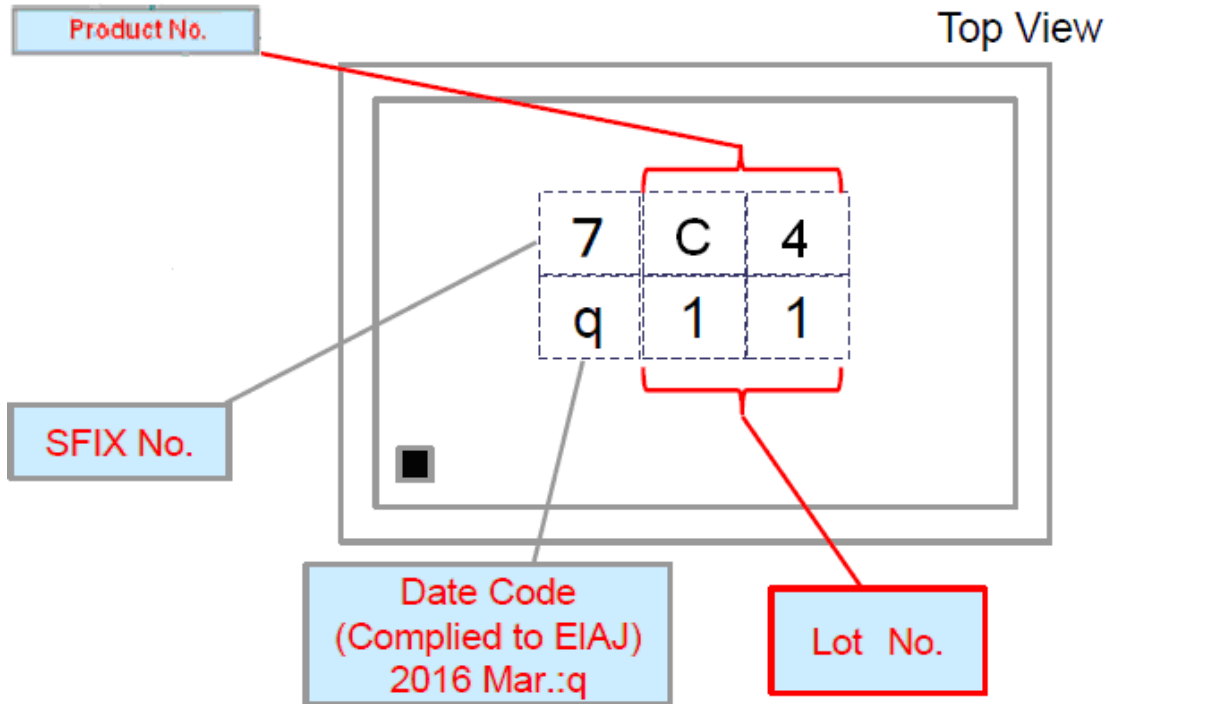 Product No.
Top View
7 C 4
q 1 1
SFIX No.
Date Code
(Complied to EIAJ)
2016 Mar.:q
Lot No.